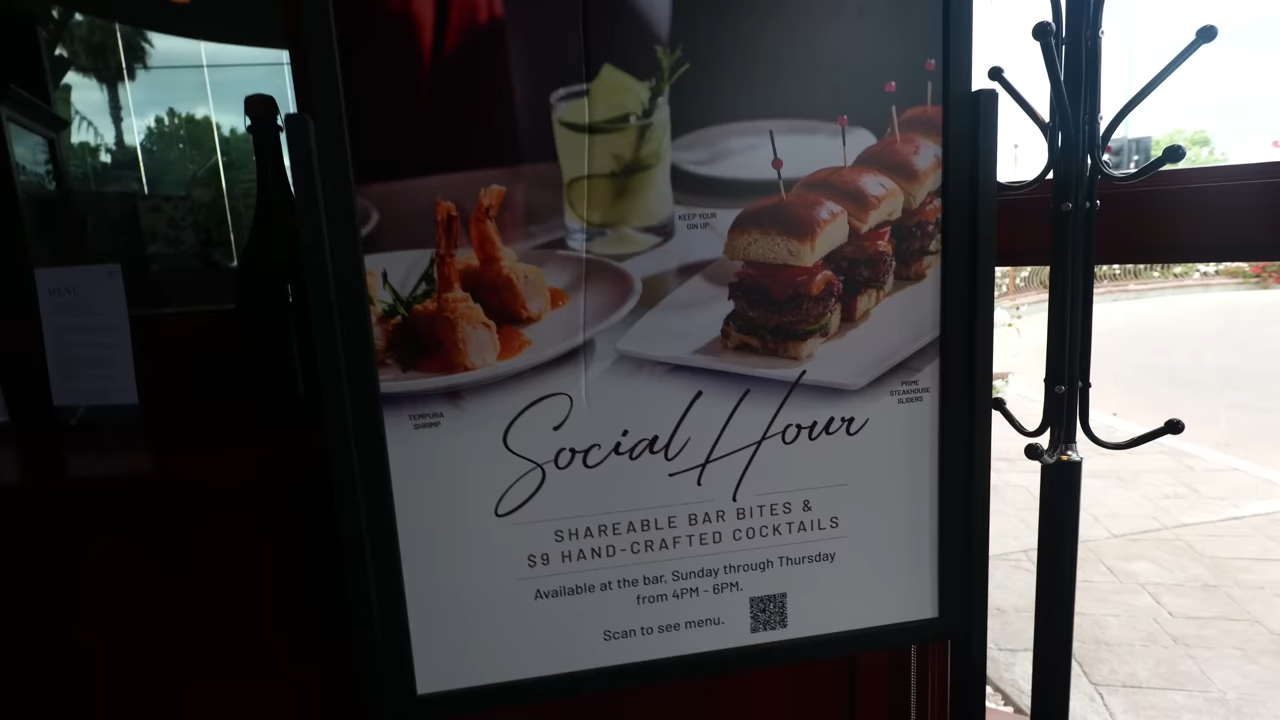 MENU
KEEP YOUR
GIN UP
TEMPURA
SHRIMP
PRIME
STEAKHOUSE
SLIDERS
Social Hour
SHAREABLE BAR BITES &
$9 HAND-CRAFTED COCKTAILS
Available at the bar, Sunday through Thursday
from 4PM - 6PM.
Scan to see menu.